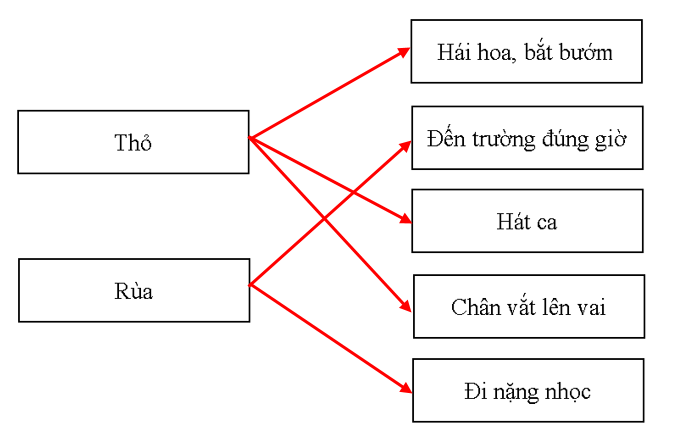 Thỏ
Rùa
Hái hoa, bắt bướm
Đến trường đúng giờ
Hát ca
Chân vắt lên vai
Đi nặng nhọc